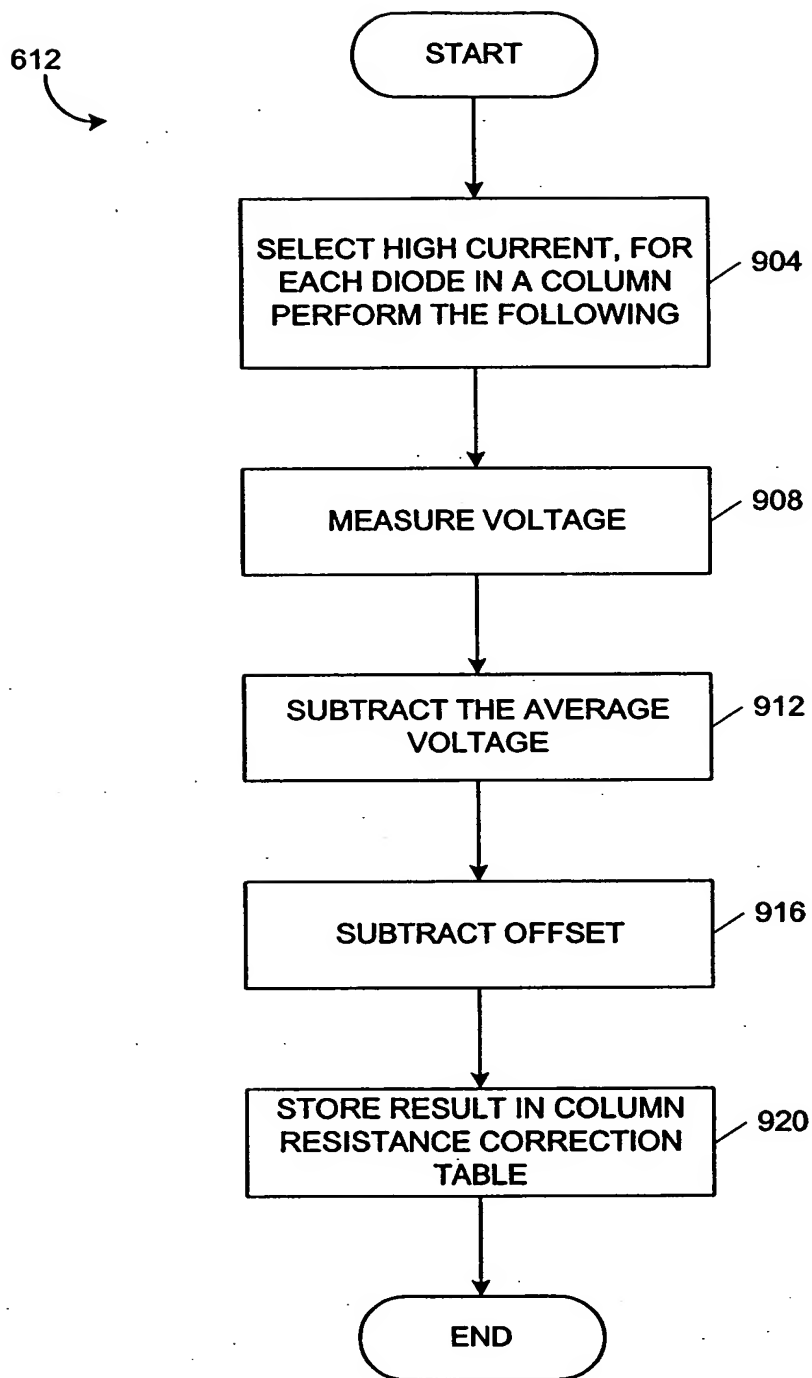 612
START
SELECT HIGH CURRENT, FOR
EACH DIODE IN A COLUMN
PERFORM THE FOLLOWING
904
MEASURE VOLTAGE
908
SUBTRACT THE AVERAGE
VOLTAGE
912
SUBTRACT OFFSET
916
STORE RESULT IN COLUMN
RESISTANCE CORRECTION
TABLE
920
END